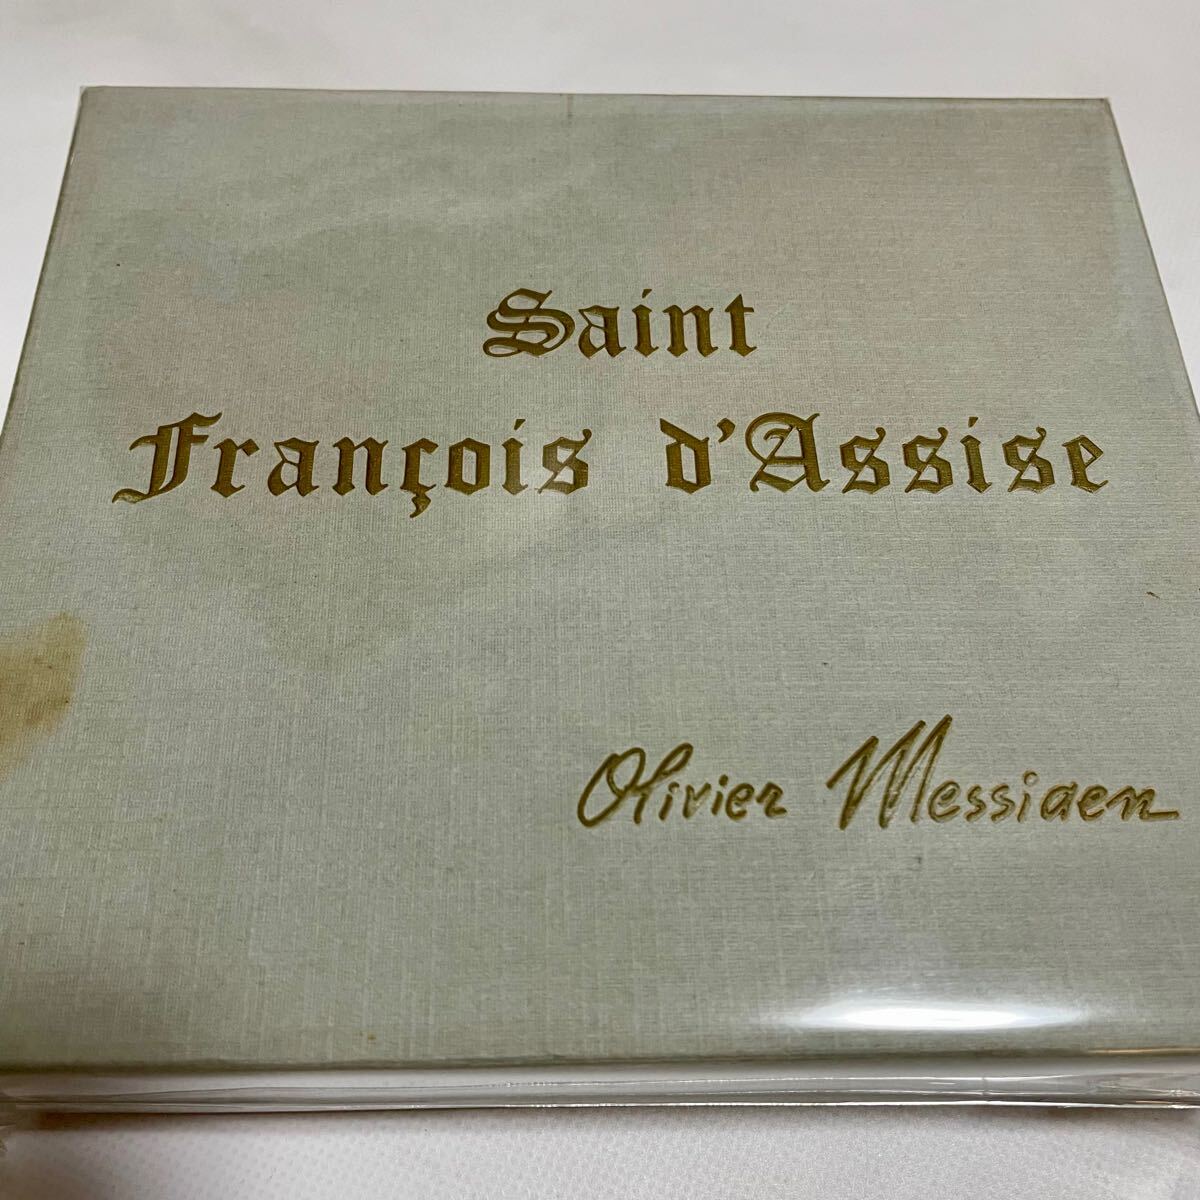 Saint
François d'Assise
Olivier Messiaen